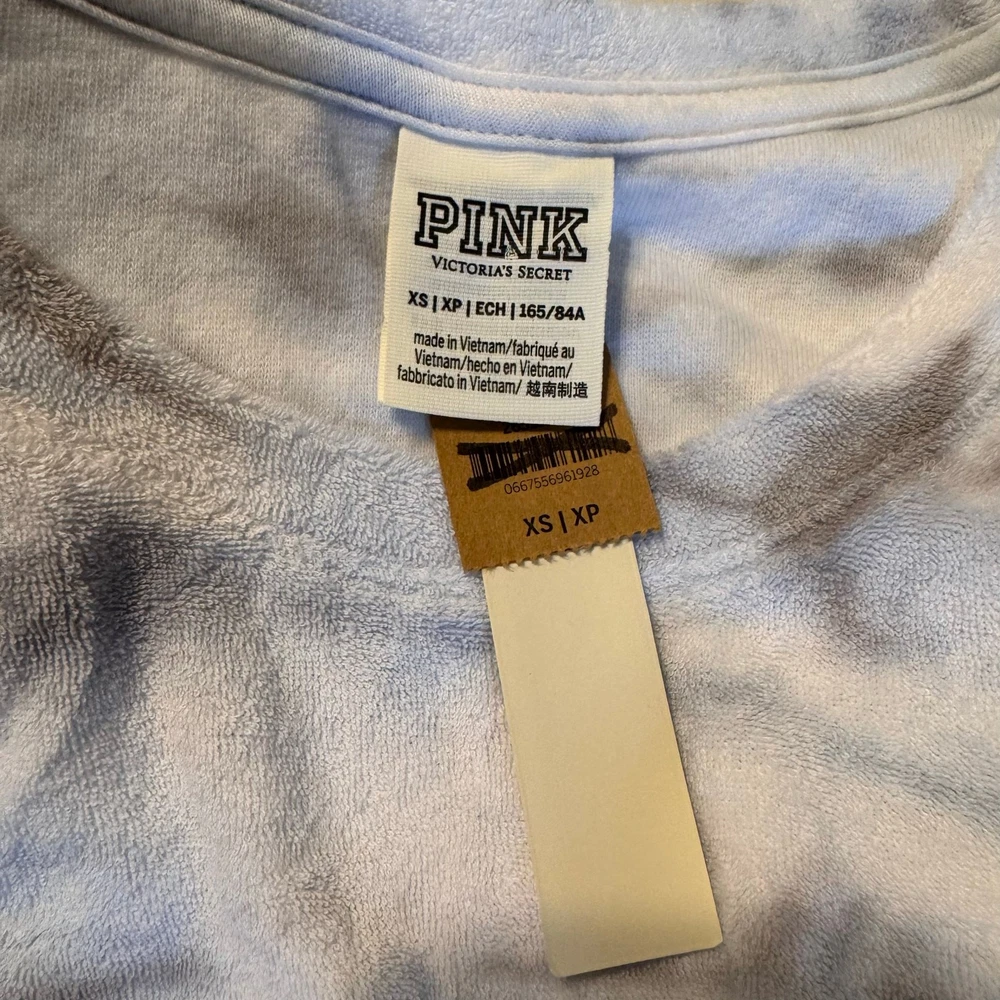 PINK
VICTORIA'S SECRET
XS | XP | ECH | 165/84A
made in Vietnam/fabriqué au
Vietnam/hecho en Vietnam/
fabbricato in Vietnam/ 越南制造
0667556961928
XS | XP